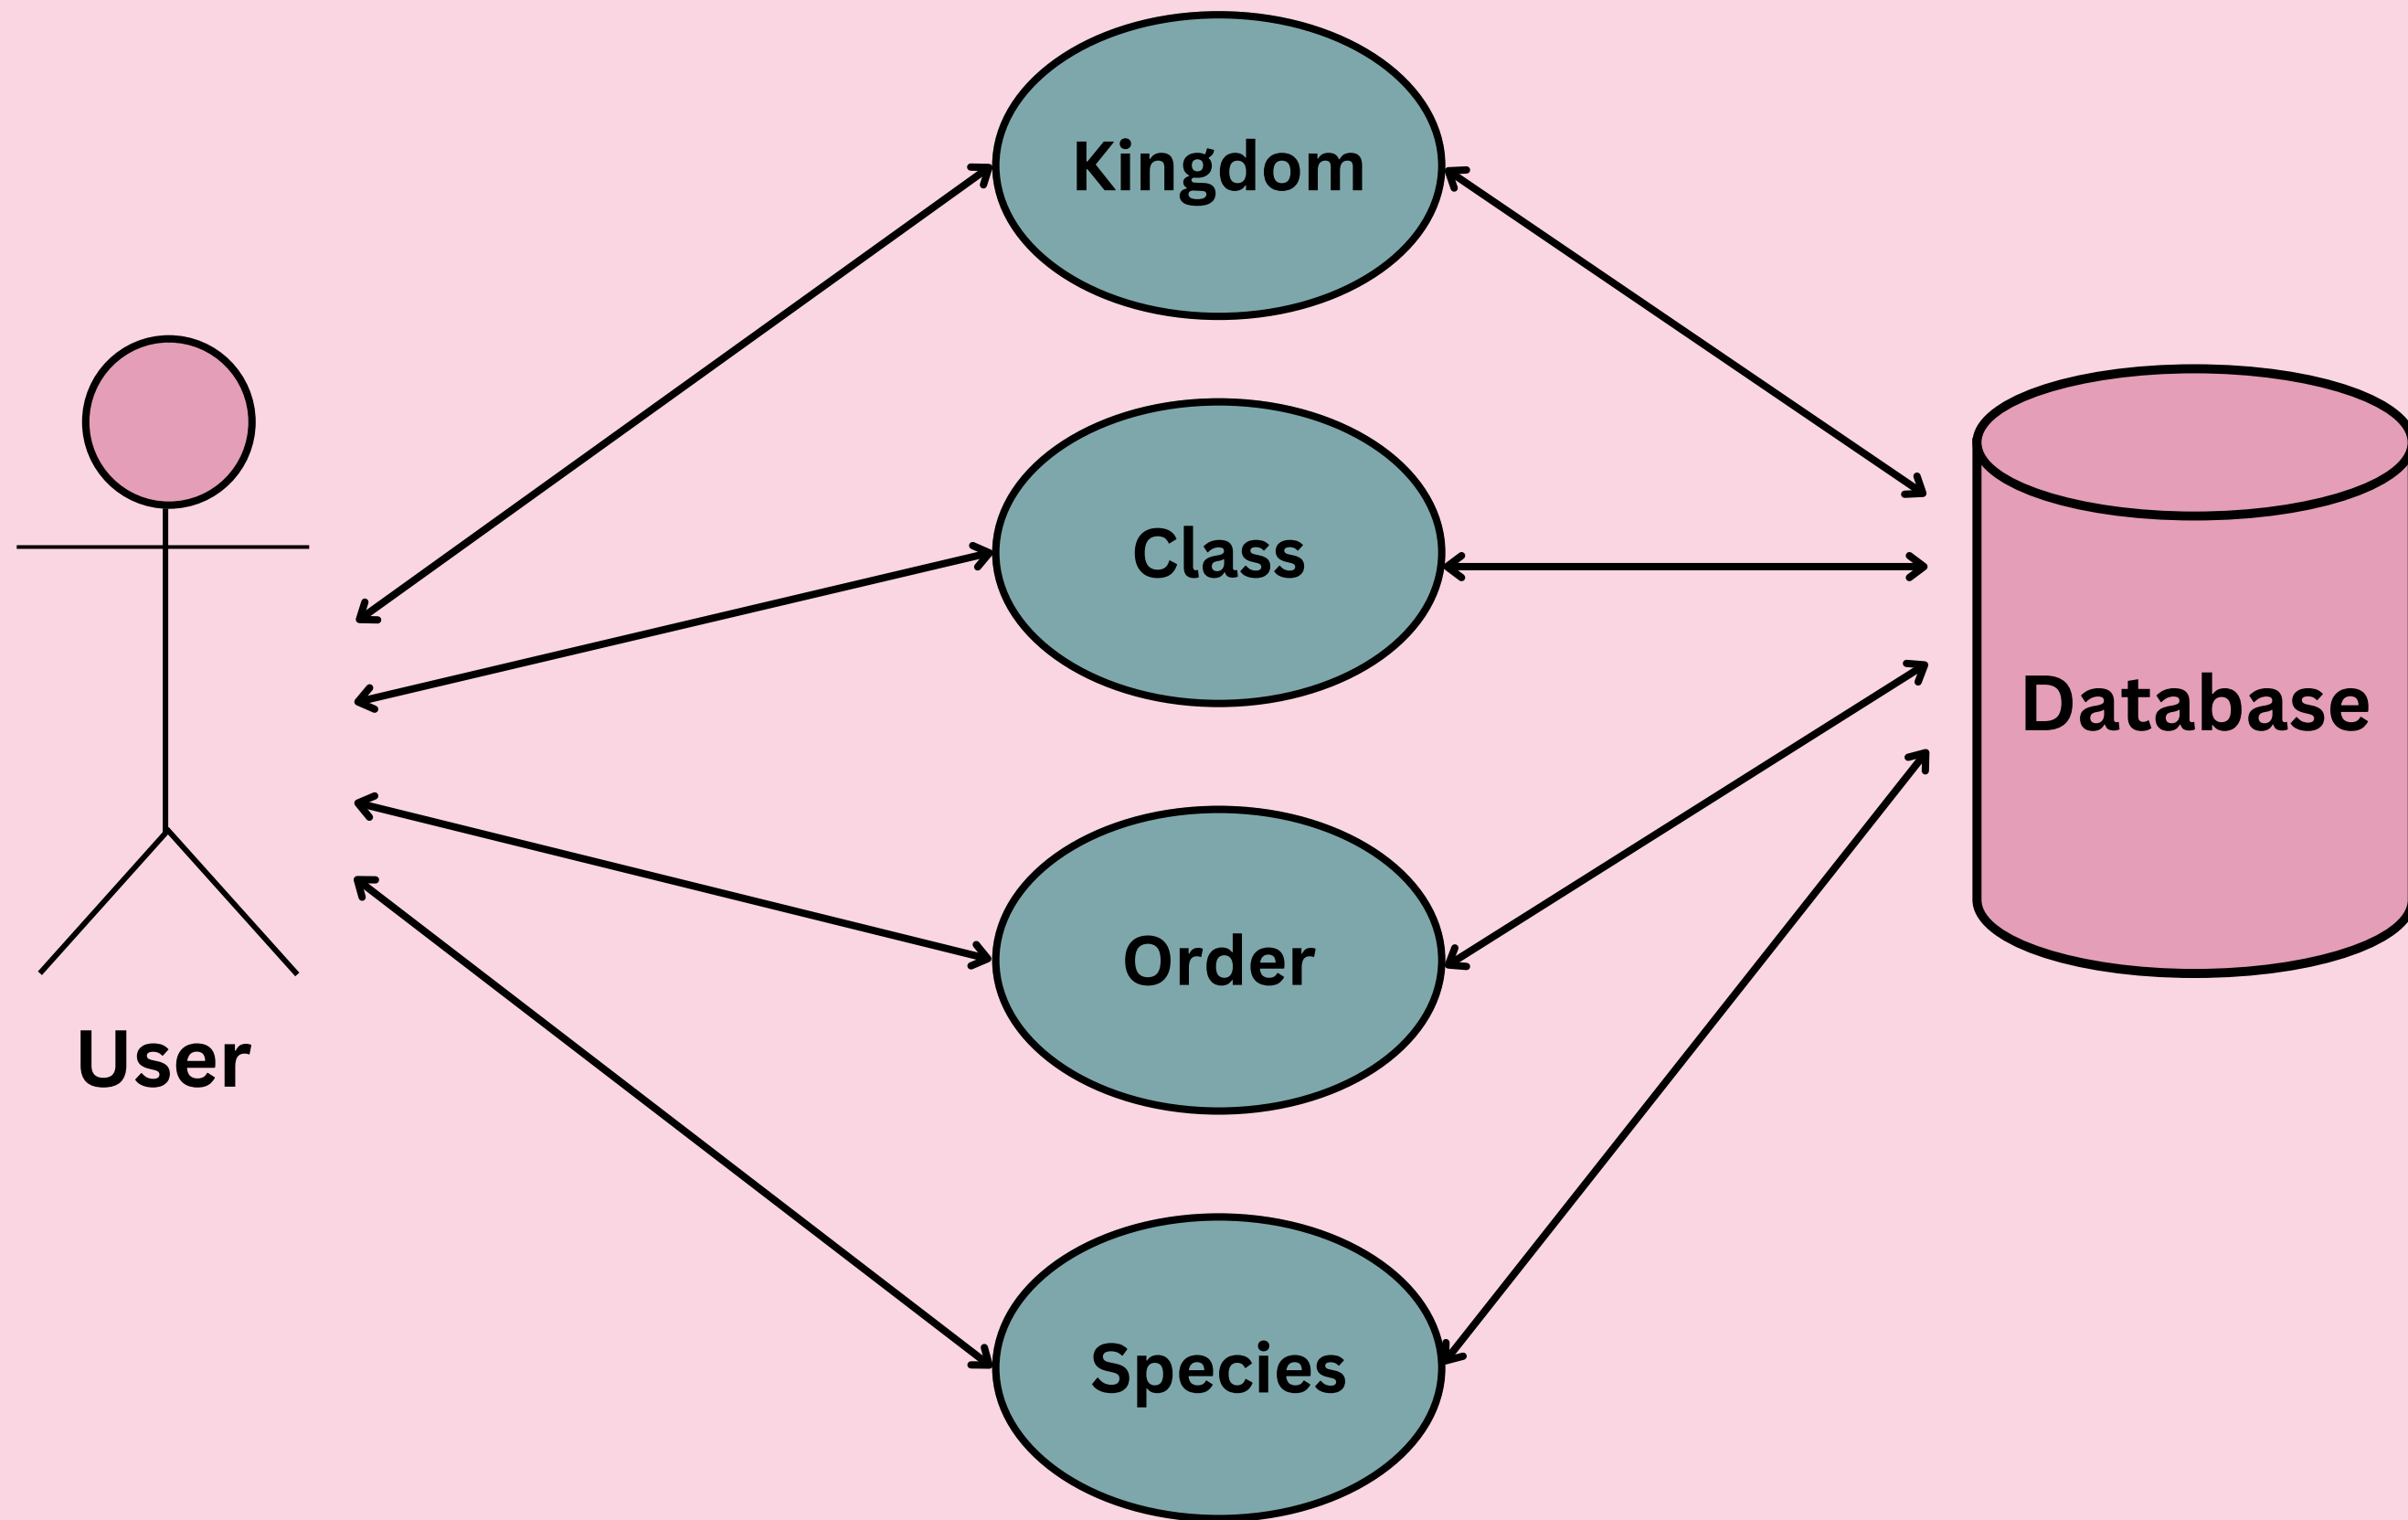 Kingdom
Class
Order
Species
User
Database